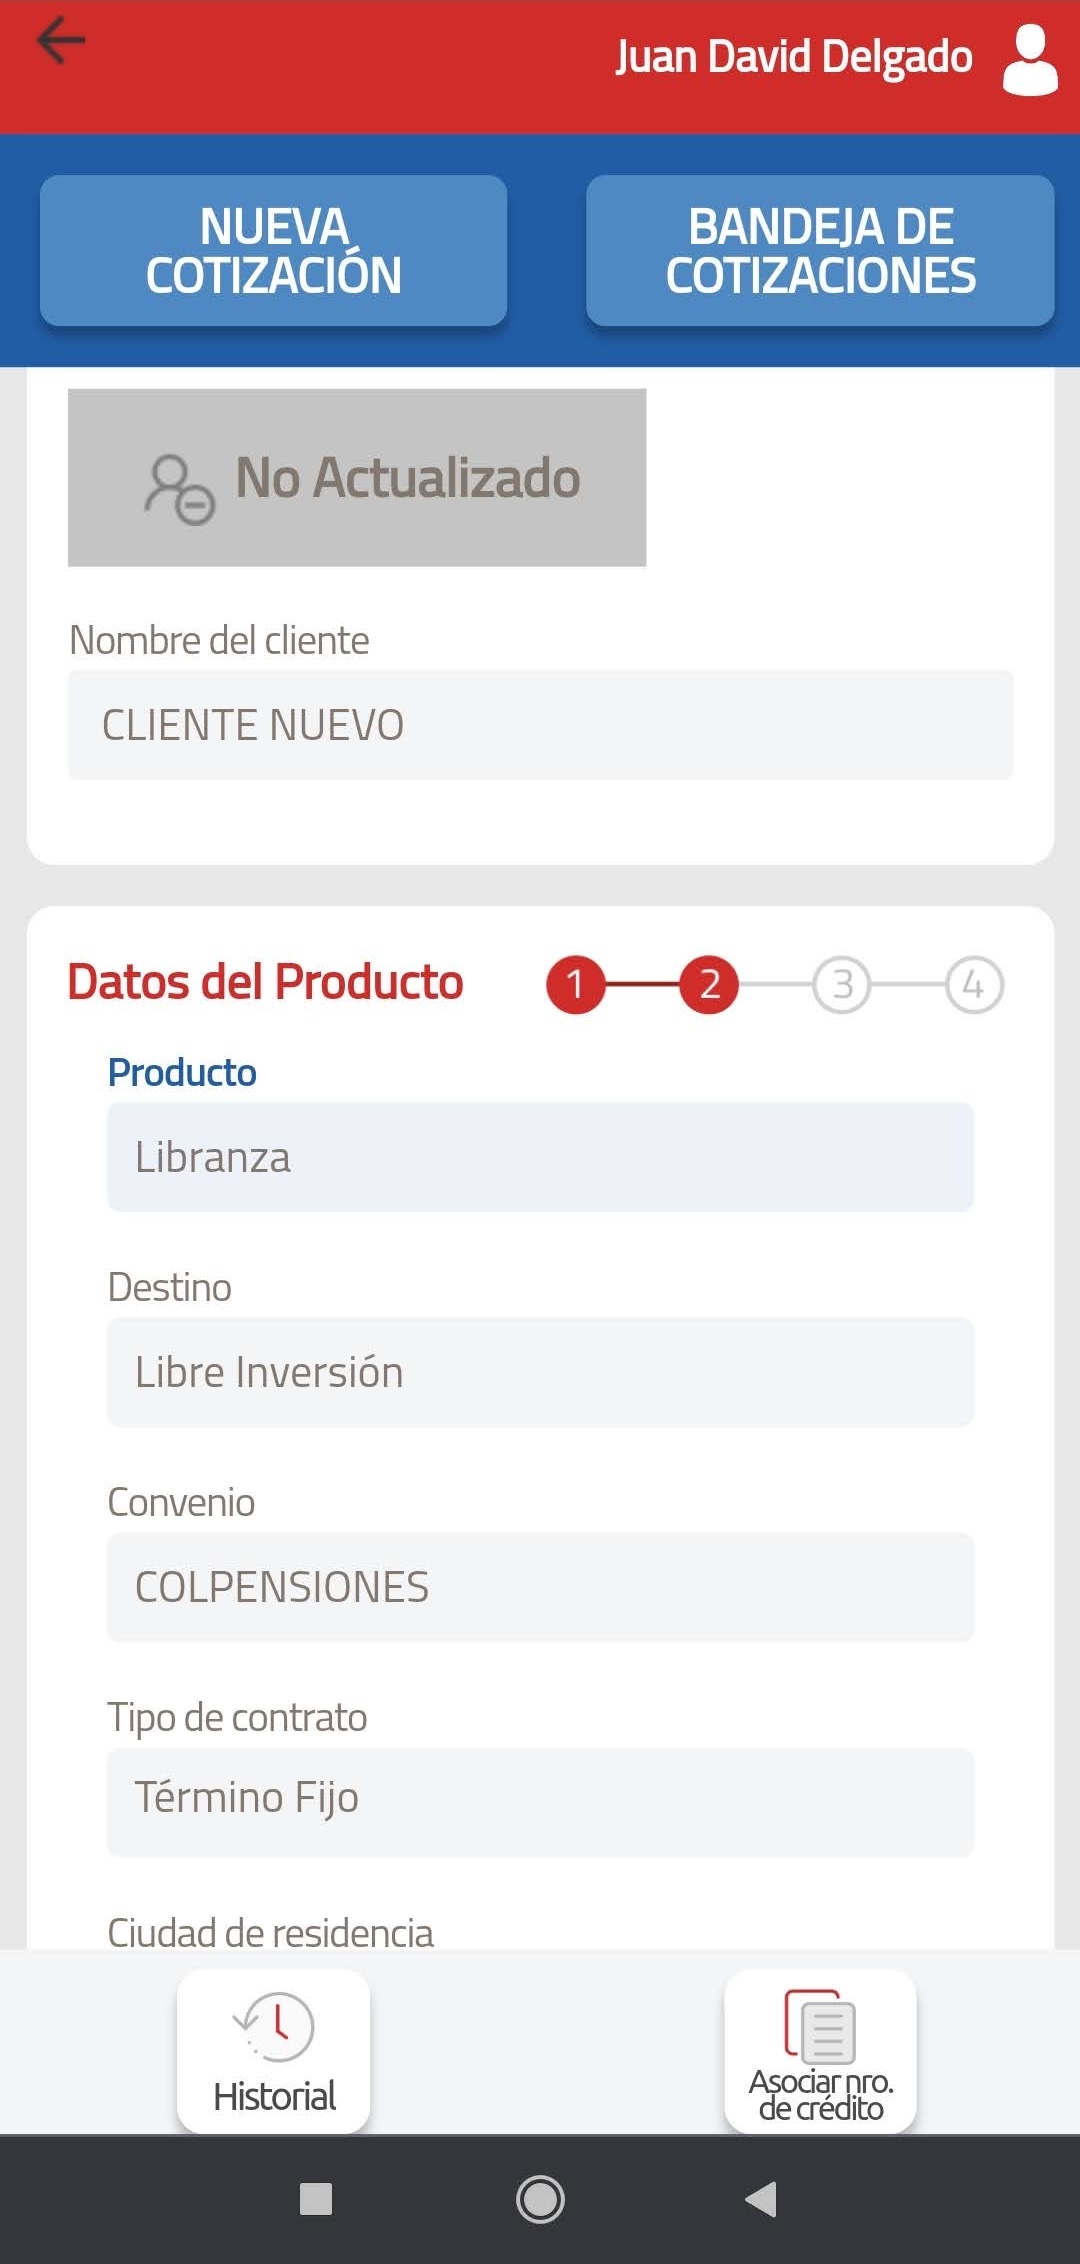 Juan David Delgado
NUEVA
COTIZACIÓN
BANDEJA DE
COTIZACIONES
No Actualizado
Nombre del cliente
CLIENTE NUEVO
Datos del Producto
1
2
3
4
Producto
Libranza
Destino
Libre Inversión
Convenio
COLPENSIONES
Tipo de contrato
Término Fijo
Ciudad de residencia
Historial
Asociar nro.
de crédito